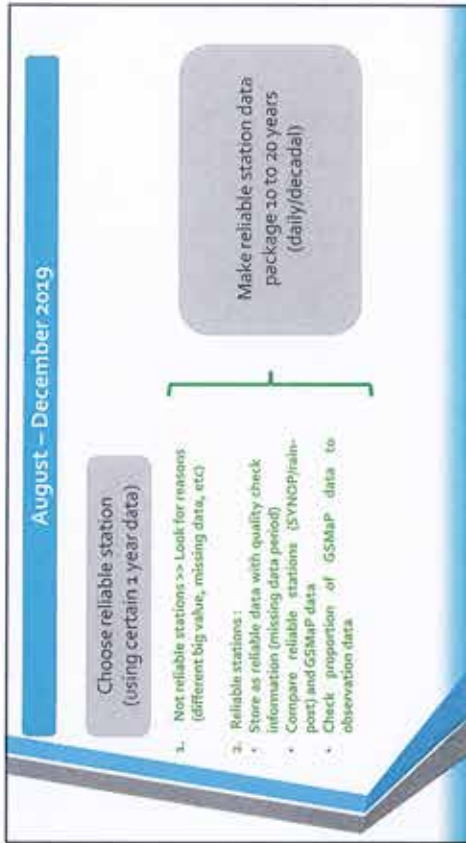 August – December 2019
Choose reliable station
(using certain 1 year data)
1. Not reliable stations >> Look for reasons
(different big value, missing data, etc)
2. Reliable stations :
• Store as reliable data with quality check
information (missing data period)
• Compare reliable stations (SYNOP/rain-
post) and GSMaP data
• Check proportion of GSMaP data to
observation data
Make reliable station data
package 10 to 20 years
(daily/decadal)